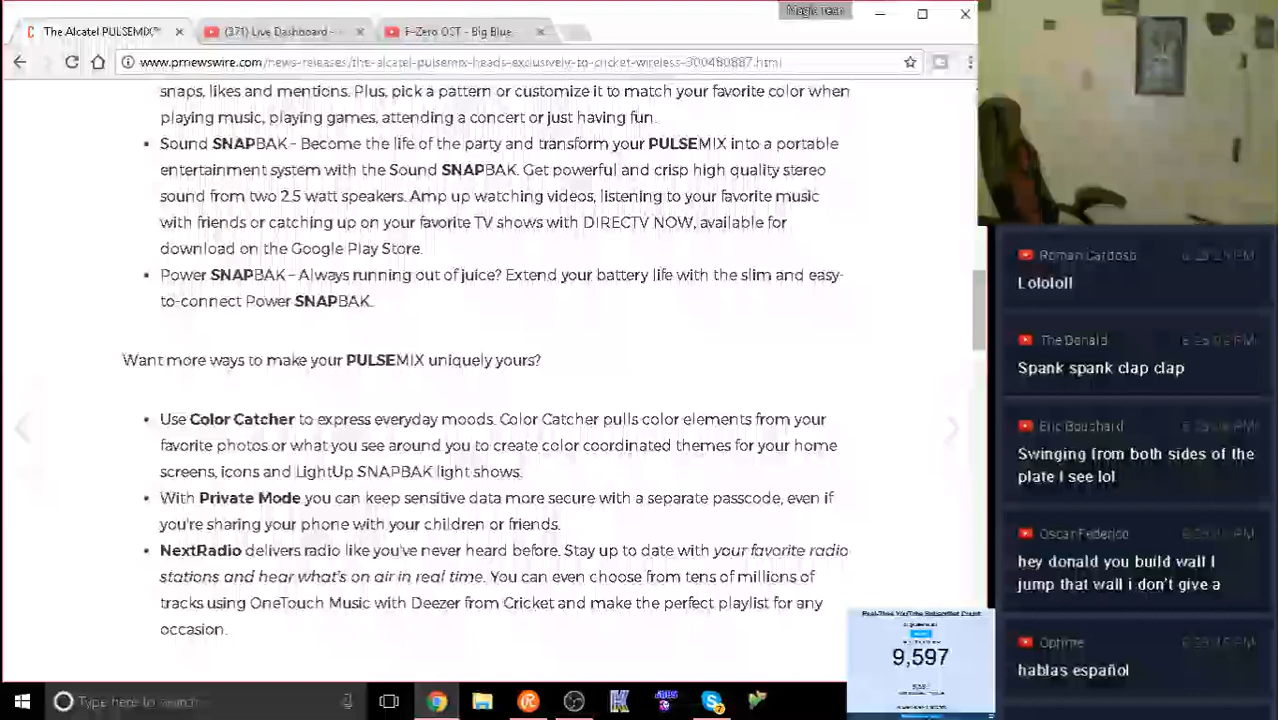 Magic Team
The Alcatel PULSEMIX™
(371) Live Dashboard -
F-Zero OST - Big Blue
www.prnewswire.com/news-releases/the-alcatel-pulsemix-heads-exclusively-to-cricket-wireless-300480887.html
snaps, likes and mentions. Plus, pick a pattern or customize it to match your favorite color when
playing music, playing games, attending a concert or just having fun.
Sound SNAPBAK – Become the life of the party and transform your PULSEMIX into a portable
entertainment system with the Sound SNAPBAK. Get powerful and crisp high quality stereo
sound from two 2.5 watt speakers. Amp up watching videos, listening to your favorite music
with friends or catching up on your favorite TV shows with DIRECTV NOW, available for
download on the Google Play Store.
Power SNAPBAK – Always running out of juice? Extend your battery life with the slim and easy-
to-connect Power SNAPBAK.
Want more ways to make your PULSEMIX uniquely yours?
Use Color Catcher to express everyday moods. Color Catcher pulls color elements from your
favorite photos or what you see around you to create color coordinated themes for your home
screens, icons and LightUp SNAPBAK light shows.
With Private Mode you can keep sensitive data more secure with a separate passcode, even if
you're sharing your phone with your children or friends.
NextRadio delivers radio like you've never heard before. Stay up to date with your favorite radio
stations and hear what's on air in real time. You can even choose from tens of millions of
tracks using OneTouch Music with Deezer from Cricket and make the perfect playlist for any
occasion.
Roman Cardoso
Lolololl
The Donald
Spank spank clap clap
Eric Bouchard
Swinging from both sides of the
plate I see lol
Oscar Federico
hey donald you build wall I
jump that wall i don't give a
Optime
hablas español
Real-Time YouTube Subscriber Count
9,597
Type here to search